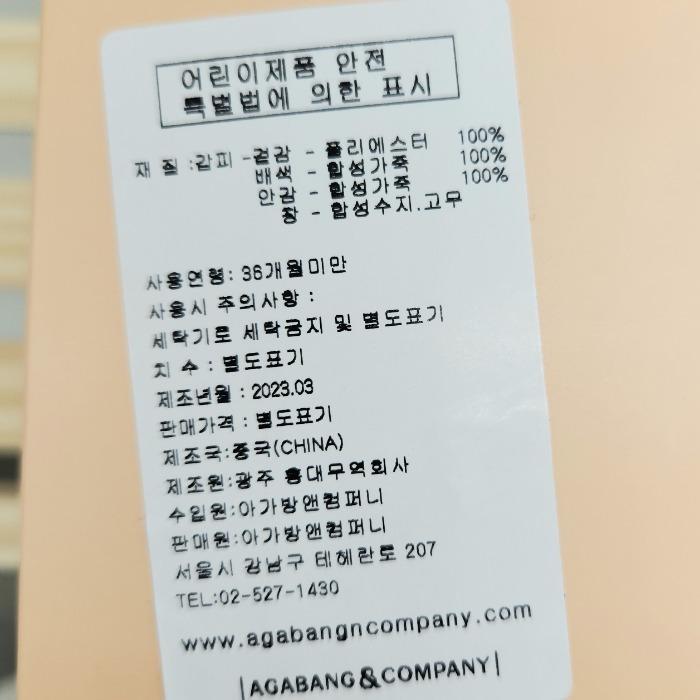 어린이제품 안전
특별법에 의한 표시
재 질 :갑피 -겉감 - 폴리에스터 100%
배색 - 합성가죽 100%
안감 - 합성가죽 100%
창 - 합성수지.고무
사용연형: 36개월미만
사용시 주의사항 :
세탁기로 세탁금지 및 별도표기
치 수 : 별도표기
제조년월 : 2023.03
판매가격 : 별도표기
제조국:중국(CHINA)
제조원:광주 홍대무역회사
수입원:아가방앤컴퍼니
판매원:아가방앤컴퍼니
서울시 강남구 테헤란로 207
TEL:02-527-1430
www.agabangncompany.com
|AGABANG&COMPANY|